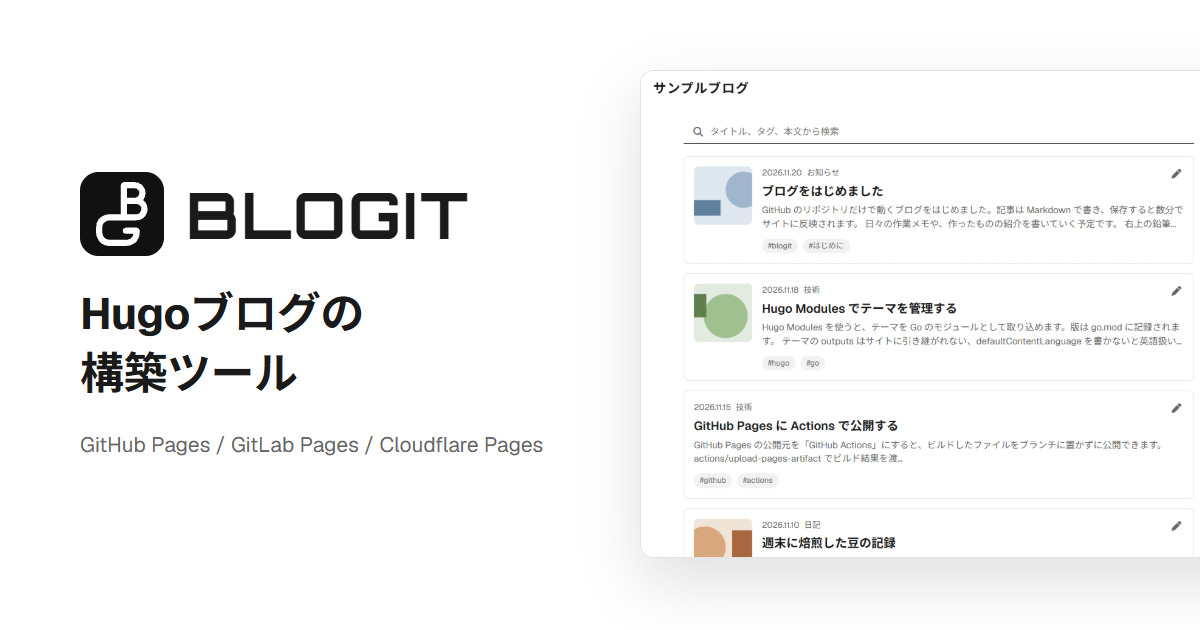 BLOGIT
Hugoブログの
構築ツール
GitHub Pages / GitLab Pages / Cloudflare Pages
サンプルブログ
タイトル、タグ、本文から検索
2026.11.20 お知らせ
ブログをはじめました
GitHub のリポジトリだけで動くブログをはじめました。記事は Markdown で書き、保存すると数分で
サイトに反映されます。 日々の作業メモや、作ったものの紹介を書いていく予定です。 右上の鉛筆…
#blogit #はじめに
2026.11.18 技術
Hugo Modules でテーマを管理する
Hugo Modules を使うと、テーマを Go のモジュールとして取り込めます。版は go.mod に記録されま
す。 テーマの outputs はサイトに引き継がれない、defaultContentLanguage を書かないと英語扱い…
#hugo #go
2026.11.15 技術
GitHub Pages に Actions で公開する
GitHub Pages の公開元を「GitHub Actions」にすると、ビルドしたファイルをブランチに置かずに公開できます。
actions/upload-pages-artifact でビルド結果を渡…
#github #actions
2026.11.10 日記
週末に焙煎した豆の記録